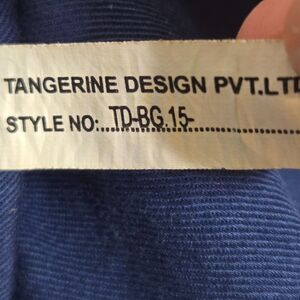 TANGERINE DESIGN PVT.LTD
STYLE NO:..TD-BG.15-....................